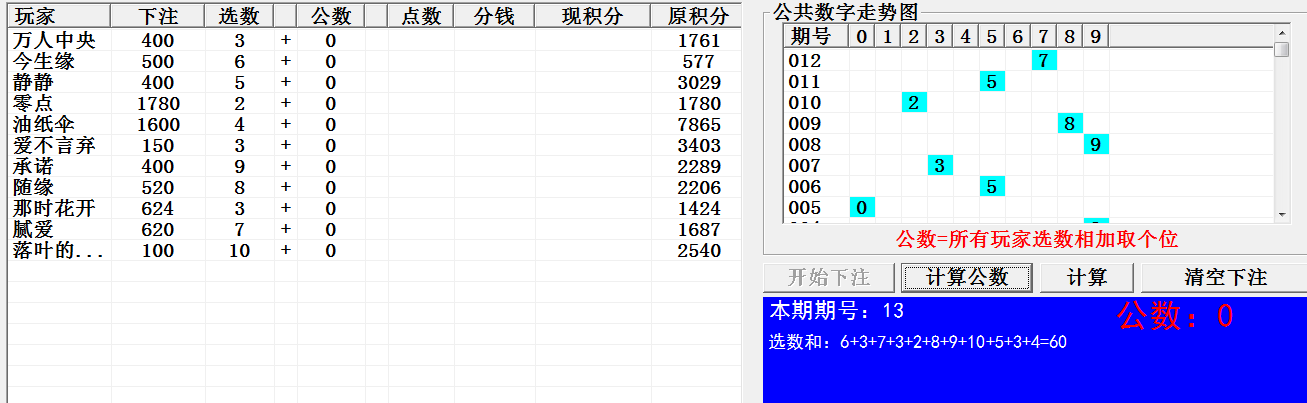 玩家 下注 选数 公数 点数 分钱 现积分 原积分
万人中央 400 3 + 0 1761
今生缘 500 6 + 0 577
静静 400 5 + 0 3029
零点 1780 2 + 0 1780
油纸伞 1600 4 + 0 7865
爱不言弃 150 3 + 0 3403
承诺 400 9 + 0 2289
随缘 520 8 + 0 2206
那时花开 624 3 + 0 1424
腻爱 620 7 + 0 1687
落叶的... 100 10 + 0 2540
公共数字走势图
期号 0 1 2 3 4 5 6 7 8 9
012 7
011 5
010 2
009 8
008 9
007 3
006 5
005 0
公数=所有玩家选数相加取个位
开始下注 计算公数 计算 清空下注
本期期号：13 公数：0
选数和：6+3+7+3+2+8+9+10+5+3+4=60